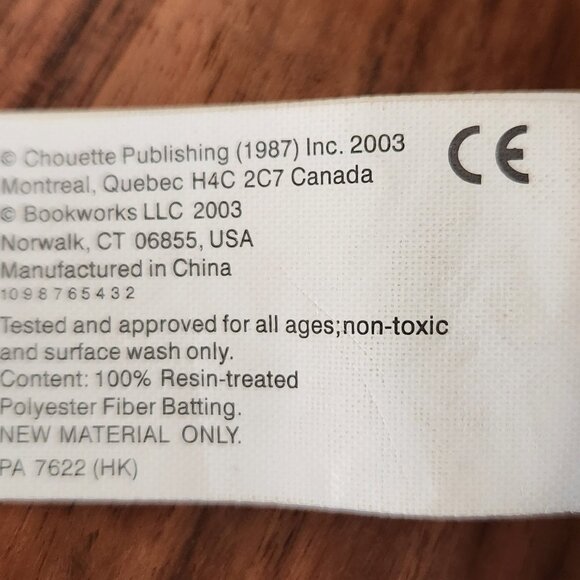 © Chouette Publishing (1987) Inc. 2003
Montreal, Quebec H4C 2C7 Canada
© Bookworks LLC 2003
Norwalk, CT 06855, USA
Manufactured in China
10 9 8 7 6 5 4 3 2
Tested and approved for all ages;non-toxic
and surface wash only.
Content: 100% Resin-treated
Polyester Fiber Batting.
NEW MATERIAL ONLY.
PA 7622 (HK)
CE